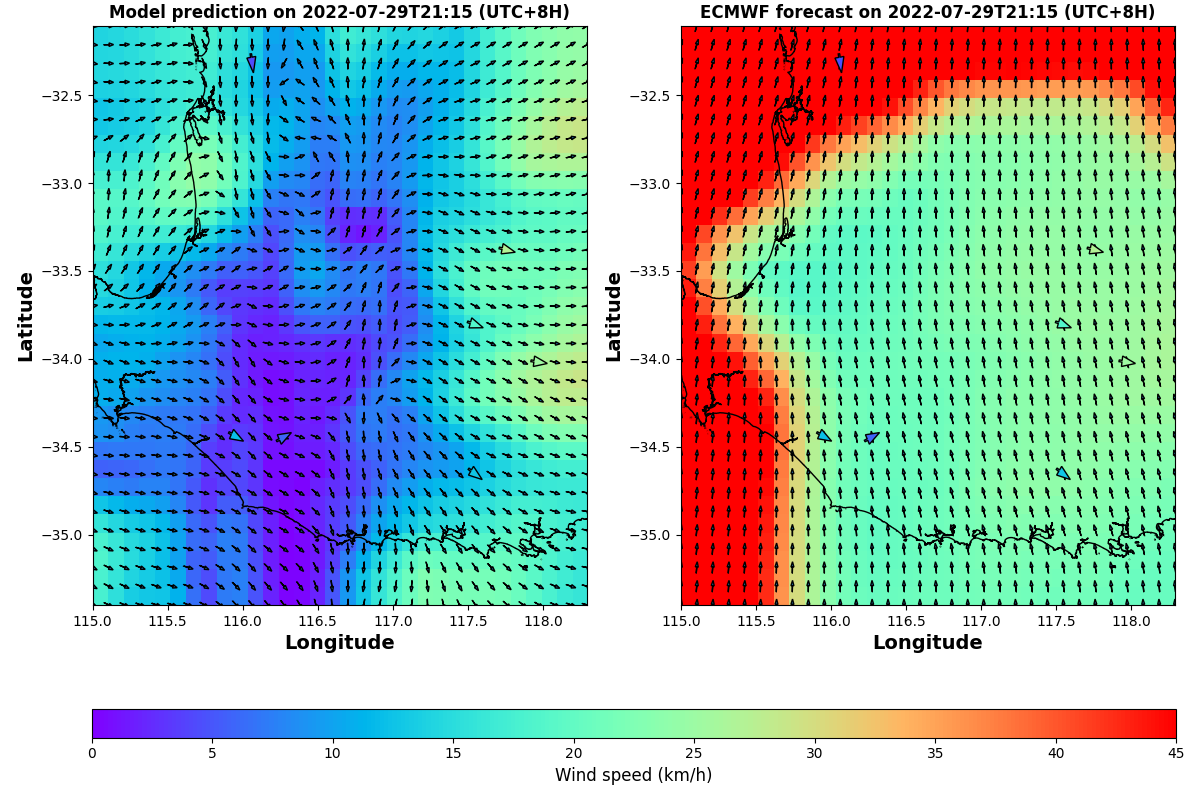 Model prediction on 2022-07-29T21:15 (UTC+8H)
ECMWF forecast on 2022-07-29T21:15 (UTC+8H)
Latitude
−32.5
−33.0
−33.5
−34.0
−34.5
−35.0
115.0 115.5 116.0 116.5 117.0 117.5 118.0
Longitude
Latitude
−32.5
−33.0
−33.5
−34.0
−34.5
−35.0
115.0 115.5 116.0 116.5 117.0 117.5 118.0
Longitude
0 5 10 15 20 25 30 35 40 45
Wind speed (km/h)